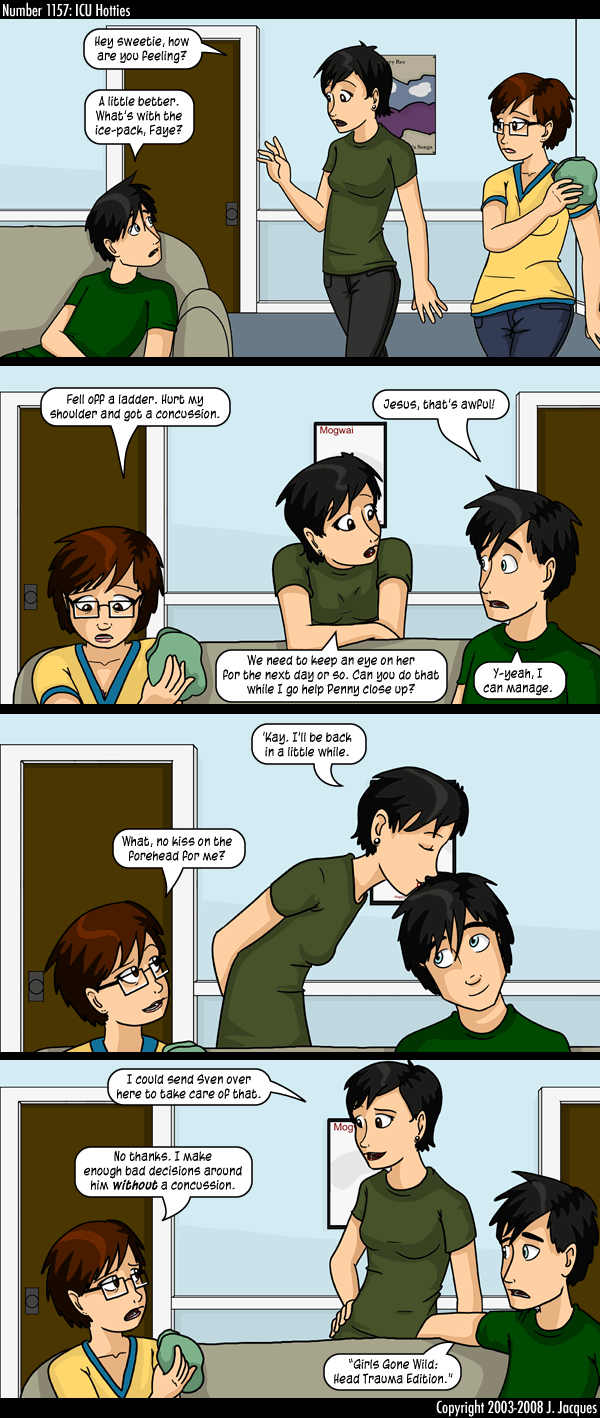 Number 1157: ICU Hotties
Hey sweetie, how
are you feeling?
A little better.
What's with the
ice-pack, Faye?
ry Rev
's Songs
Fell off a ladder. Hurt my
shoulder and got a concussion.
Jesus, that's awful!
Mogwai
We need to keep an eye on her
for the next day or so. Can you do that
while I go help Penny close up?
Y-yeah, I
can manage.
'Kay. I'll be back
in a little while.
What, no kiss on the
forehead for me?
I could send Sven over
here to take care of that.
Mog
No thanks. I make
enough bad decisions around
him without a concussion.
"Girls Gone Wild:
Head Trauma Edition."
Copyright 2003-2008 J. Jacques